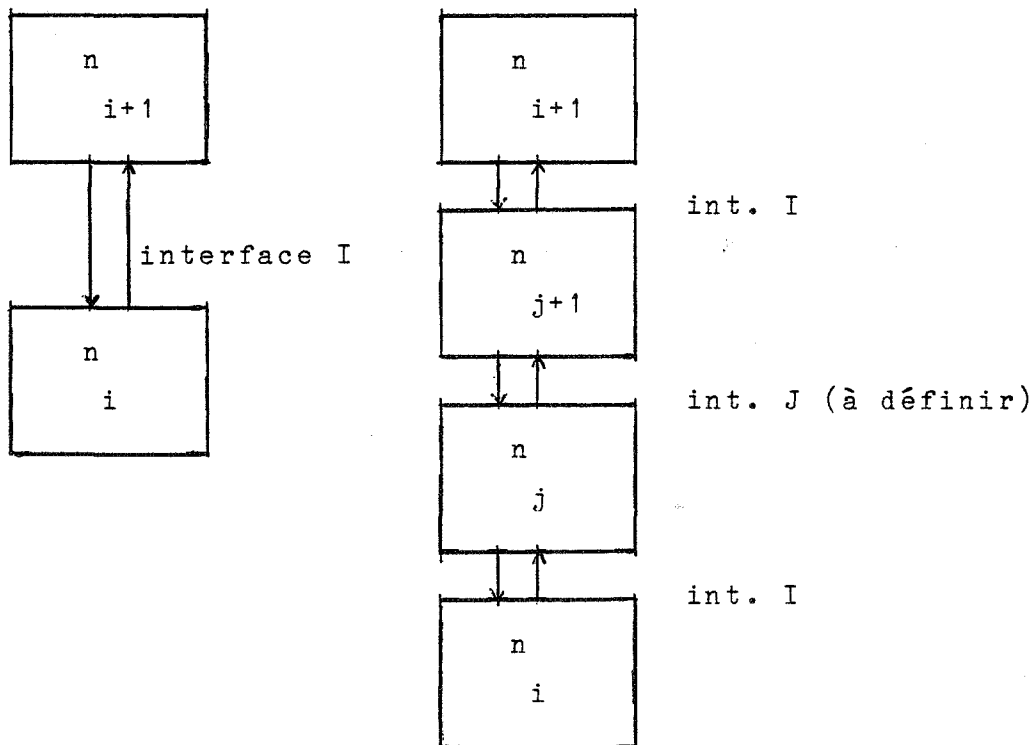 n
i+1
interface I
n
i
n
i+1
int. I
n
j+1
int. J (à définir)
n
j
int. I
n
i